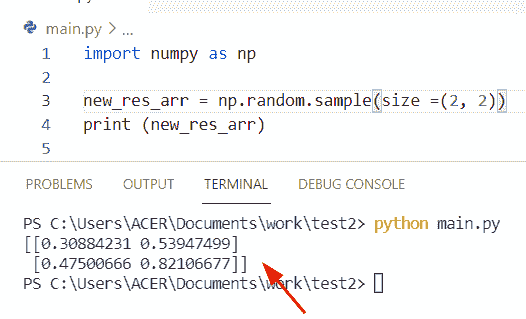 main.py > ...
1 import numpy as np
2
3 new_res_arr = np.random.sample(size =(2, 2))
4 print (new_res_arr)
5
PROBLEMS OUTPUT TERMINAL DEBUG CONSOLE
PS C:\Users\ACER\Documents\work\test2> python main.py
[[0.30884231 0.53947499]
 [0.47500666 0.82106677]]
PS C:\Users\ACER\Documents\work\test2>